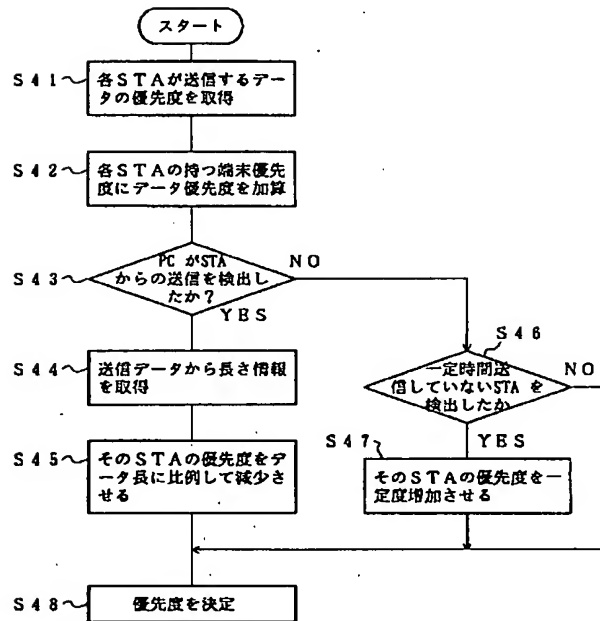 スタート
S41
各STAが送信するデー
タの優先度を取得
S42
各STAの持つ端末優先
度にデータ優先度を加算
S43
PC がSTA
からの送信を検出し
たか?
NO
YES
S44
送信データから長さ情報
を取得
S45
そのSTAの優先度をデー
タ長に比例して減少さ
せる
S46
一定時間送
信していないSTA を
検出したか
NO
YES
S47
そのSTAの優先度を一
定度増加させる
S48
優先度を決定